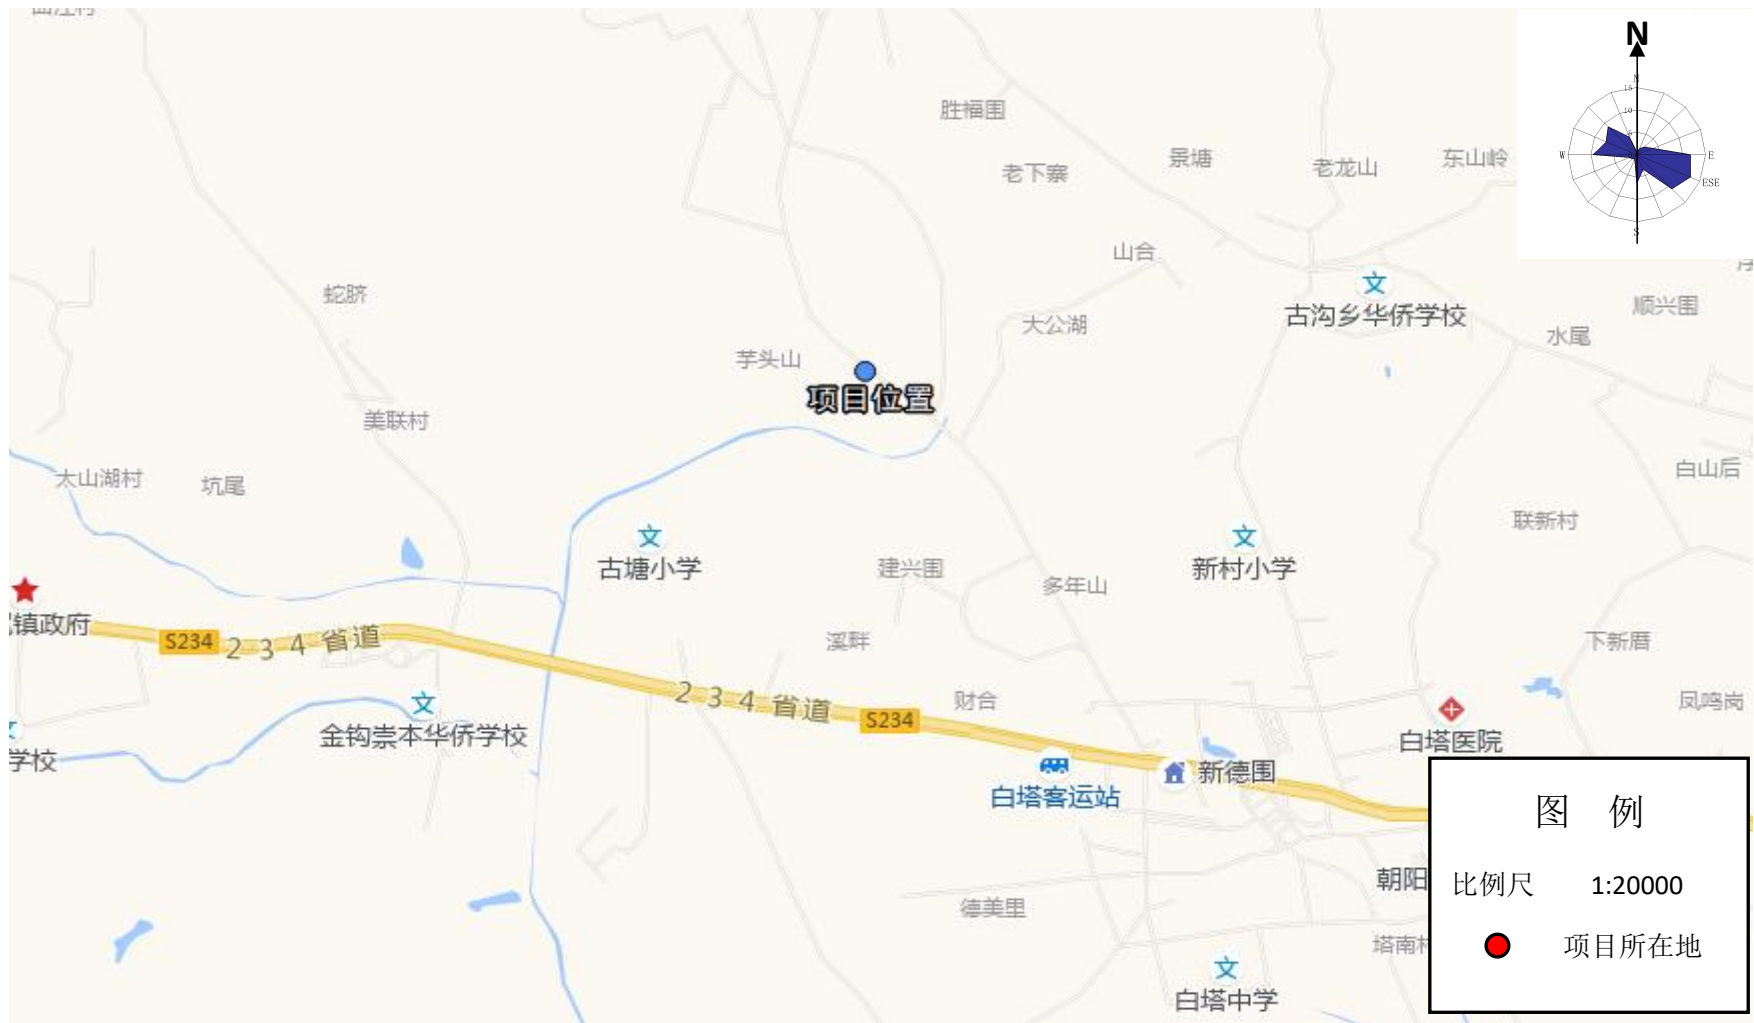 N
N
15
10
5
W
E
ESE
S
胜福围
老下寨
景塘
老龙山
东山岭
山合
蛇脐
大公湖
古沟乡华侨学校
顺兴围
水尾
芋头山
项目位置
美联村
太山湖村
坑尾
白山后
联新村
古塘小学
建兴围
多年山
新村小学
镇政府
S234
234省道
溪畔
下新厝
234省道
S234
财合
凤鸣岗
金钩崇本华侨学校
学校
白塔医院
白塔客运站
新德围
图 例
比例尺 1:20000
项目所在地
朝阳
德美里
塔南村
白塔中学